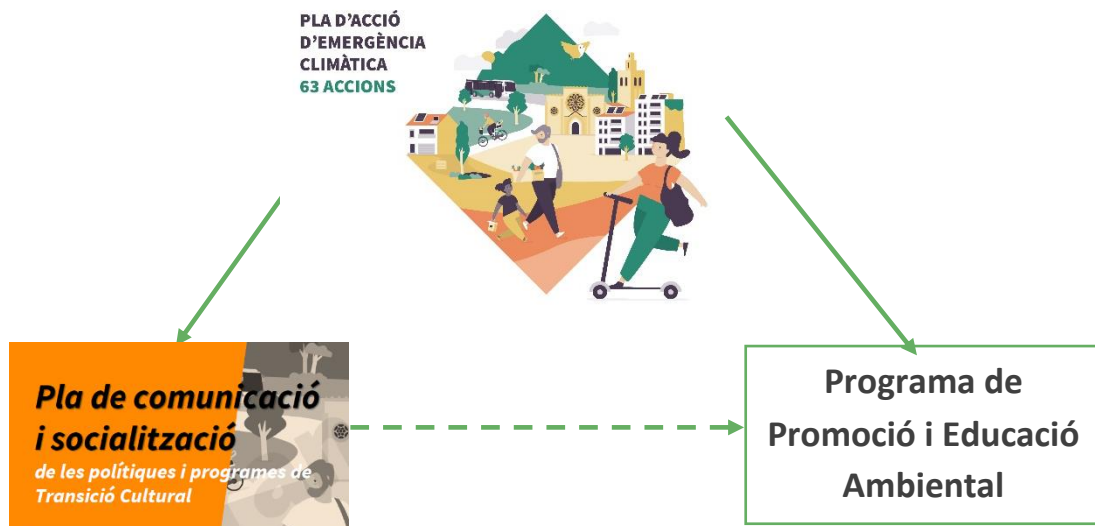 PLA D'ACCIÓ
D'EMERGÈNCIA
CLIMÀTICA
63 ACCIONS
Pla de comunicació
i socialització
de les polítiques i programes de
Transició Cultural
Programa de
Promoció i Educació
Ambiental